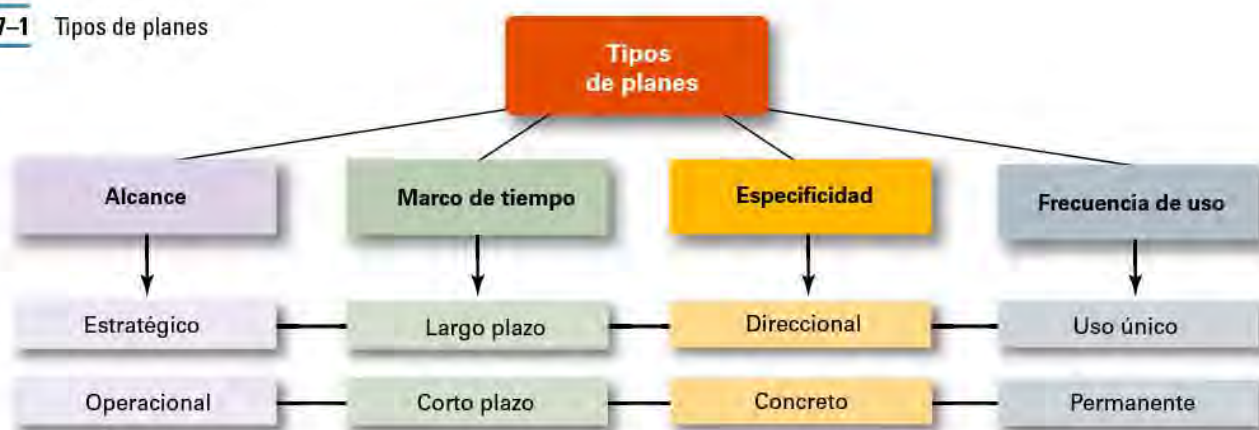 7–1 Tipos de planes
Tipos
de planes
Alcance
Marco de tiempo
Especificidad
Frecuencia de uso
Estratégico
Largo plazo
Direccional
Uso único
Operacional
Corto plazo
Concreto
Permanente